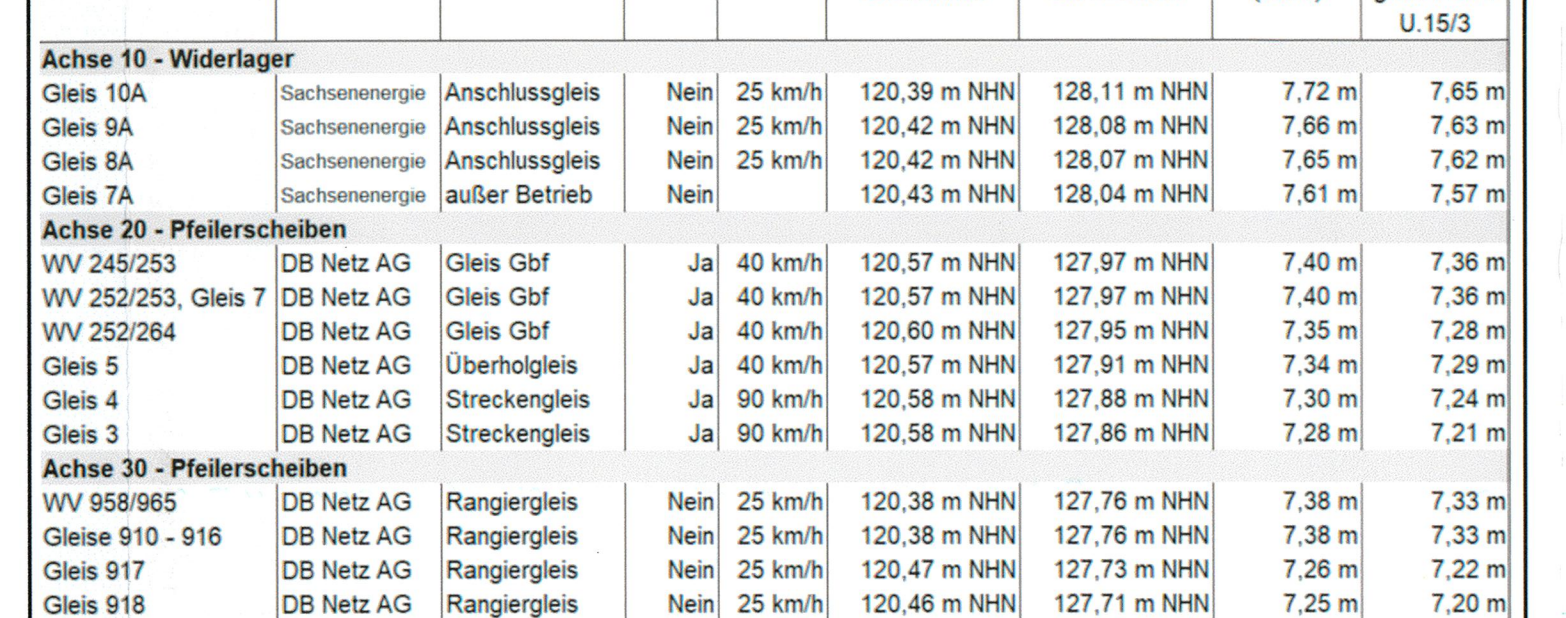 U.15/3
Achse 10 - Widerlager
Gleis 10A Sachsenenergie Anschlussgleis Nein 25 km/h 120,39 m NHN 128,11 m NHN 7,72 m 7,65 m
Gleis 9A Sachsenenergie Anschlussgleis Nein 25 km/h 120,42 m NHN 128,08 m NHN 7,66 m 7,63 m
Gleis 8A Sachsenenergie Anschlussgleis Nein 25 km/h 120,42 m NHN 128,07 m NHN 7,65 m 7,62 m
Gleis 7A Sachsenenergie außer Betrieb Nein 120,43 m NHN 128,04 m NHN 7,61 m 7,57 m
Achse 20 - Pfeilerscheiben
WV 245/253 DB Netz AG Gleis Gbf Ja 40 km/h 120,57 m NHN 127,97 m NHN 7,40 m 7,36 m
WV 252/253, Gleis 7 DB Netz AG Gleis Gbf Ja 40 km/h 120,57 m NHN 127,97 m NHN 7,40 m 7,36 m
WV 252/264 DB Netz AG Gleis Gbf Ja 40 km/h 120,60 m NHN 127,95 m NHN 7,35 m 7,28 m
Gleis 5 DB Netz AG Überholgleis Ja 40 km/h 120,57 m NHN 127,91 m NHN 7,34 m 7,29 m
Gleis 4 DB Netz AG Streckengleis Ja 90 km/h 120,58 m NHN 127,88 m NHN 7,30 m 7,24 m
Gleis 3 DB Netz AG Streckengleis Ja 90 km/h 120,58 m NHN 127,86 m NHN 7,28 m 7,21 m
Achse 30 - Pfeilerscheiben
WV 958/965 DB Netz AG Rangiergleis Nein 25 km/h 120,38 m NHN 127,76 m NHN 7,38 m 7,33 m
Gleise 910 - 916 DB Netz AG Rangiergleis Nein 25 km/h 120,38 m NHN 127,76 m NHN 7,38 m 7,33 m
Gleis 917 DB Netz AG Rangiergleis Nein 25 km/h 120,47 m NHN 127,73 m NHN 7,26 m 7,22 m
Gleis 918 DB Netz AG Rangiergleis Nein 25 km/h 120,46 m NHN 127,71 m NHN 7,25 m 7,20 m